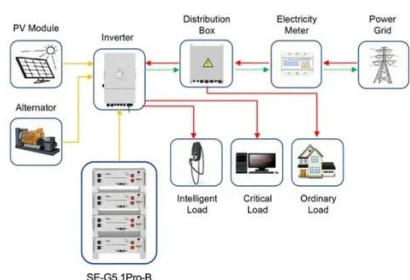 PV Module
Inverter
Distribution
Box
Electricity
Meter
Power
Grid
Alternator
Intelligent
Load
Critical
Load
Ordinary
Load
SE-G5.1Pro-B